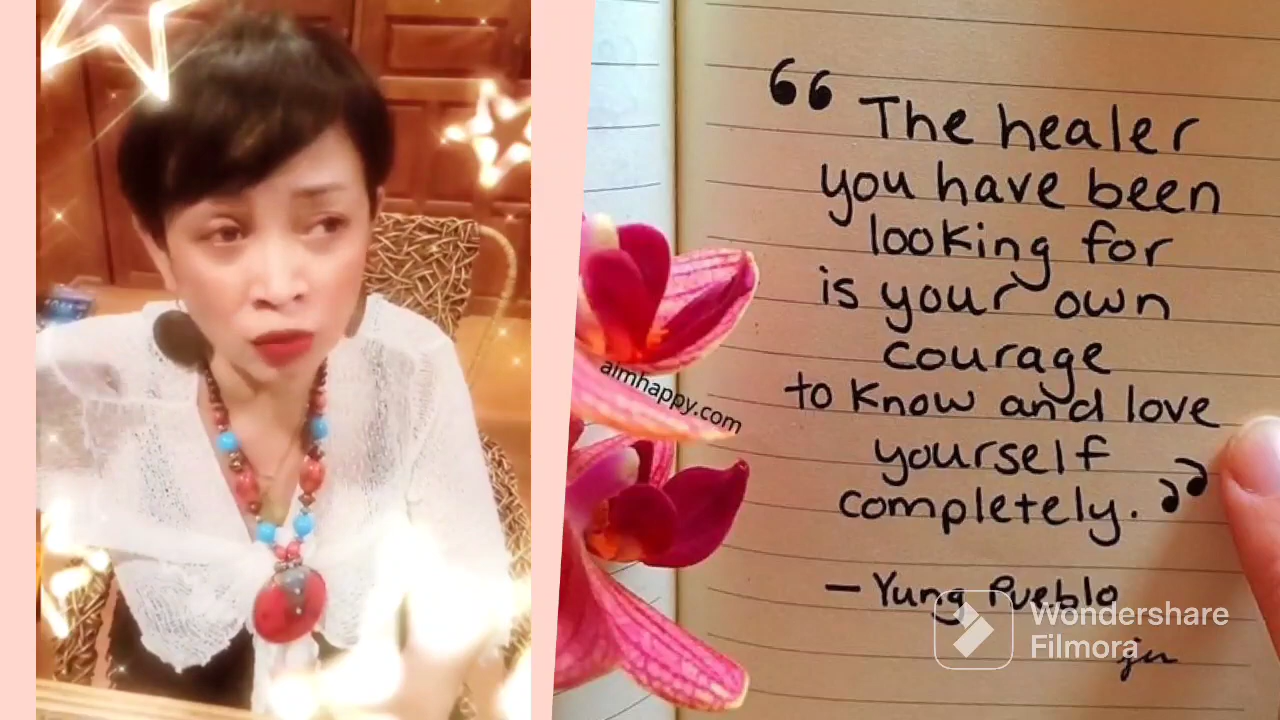 “ The healer
you have been
looking for
is your own
courage
to know and love
yourself
completely. ”
— Yung Pueblo
aimhappy.com
Wondershare
Filmora